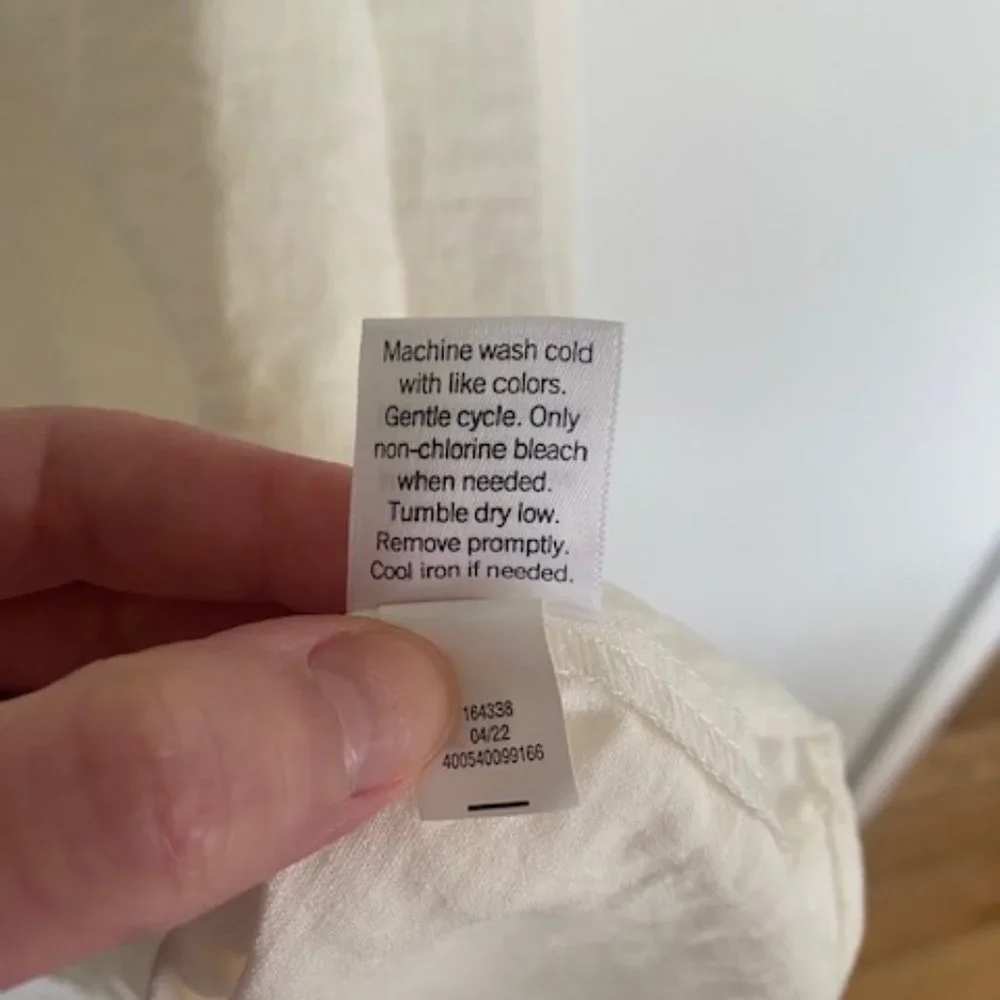 Machine wash cold
with like colors.
Gentle cycle. Only
non-chlorine bleach
when needed.
Tumble dry low.
Remove promptly.
Cool iron if needed.
164338
04/22
400540099166